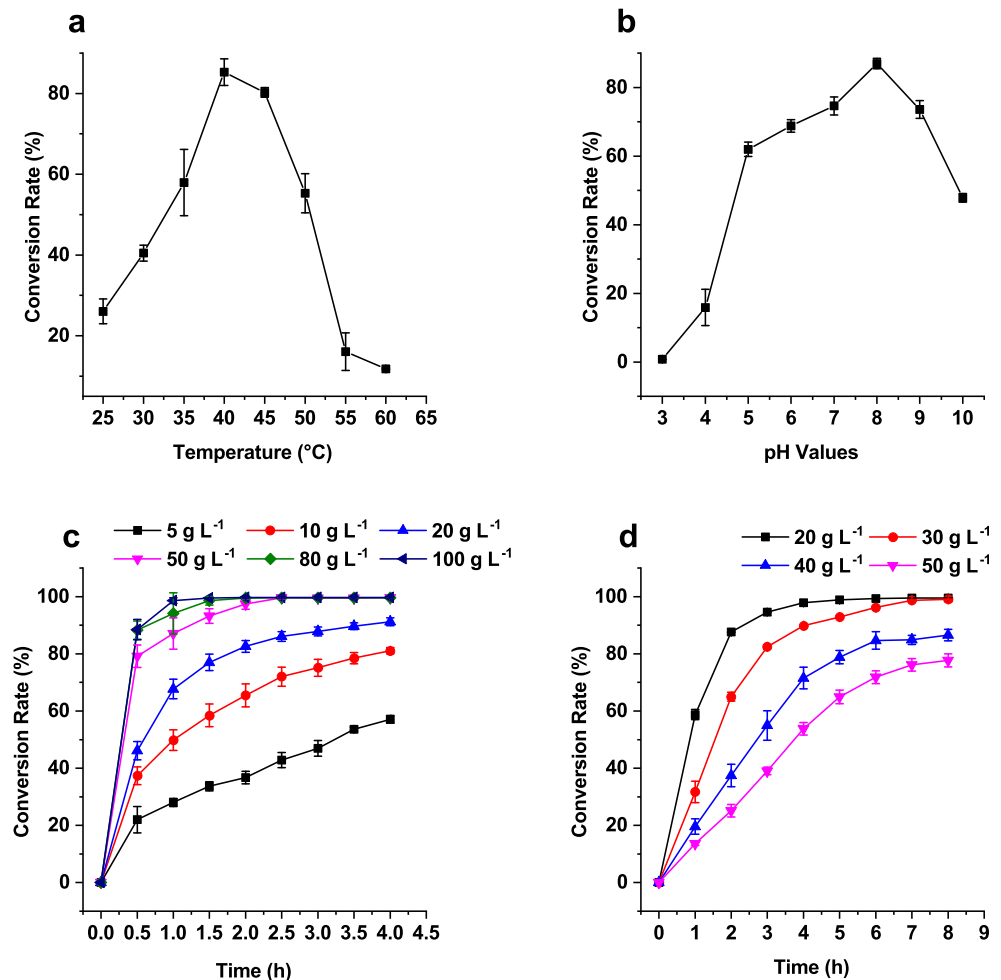 a
80
60
40
20
Conversion Rate (%)
25 30 35 40 45 50 55 60 65
Temperature (°C)
b
80
60
40
20
0
Conversion Rate (%)
3 4 5 6 7 8 9 10
pH Values
c
5 g L⁻¹ 10 g L⁻¹ 20 g L⁻¹
50 g L⁻¹ 80 g L⁻¹ 100 g L⁻¹
100
80
60
40
20
0
Conversion Rate (%)
0.0 0.5 1.0 1.5 2.0 2.5 3.0 3.5 4.0 4.5
Time (h)
d
20 g L⁻¹ 30 g L⁻¹
40 g L⁻¹ 50 g L⁻¹
100
80
60
40
20
0
Conversion Rate (%)
0 1 2 3 4 5 6 7 8 9
Time (h)